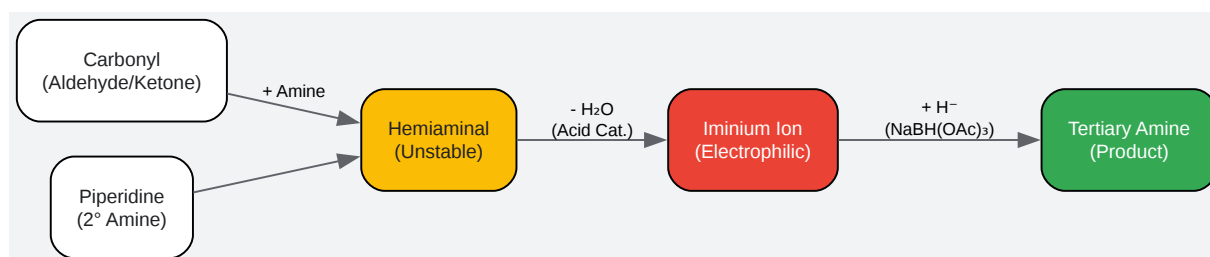 Carbonyl
(Aldehyde/Ketone)
+ Amine
Piperidine
(2° Amine)
Hemiaminal
(Unstable)
- H₂O
(Acid Cat.)
Iminium Ion
(Electrophilic)
+ H⁻
(NaBH(OAc)₃)
Tertiary Amine
(Product)